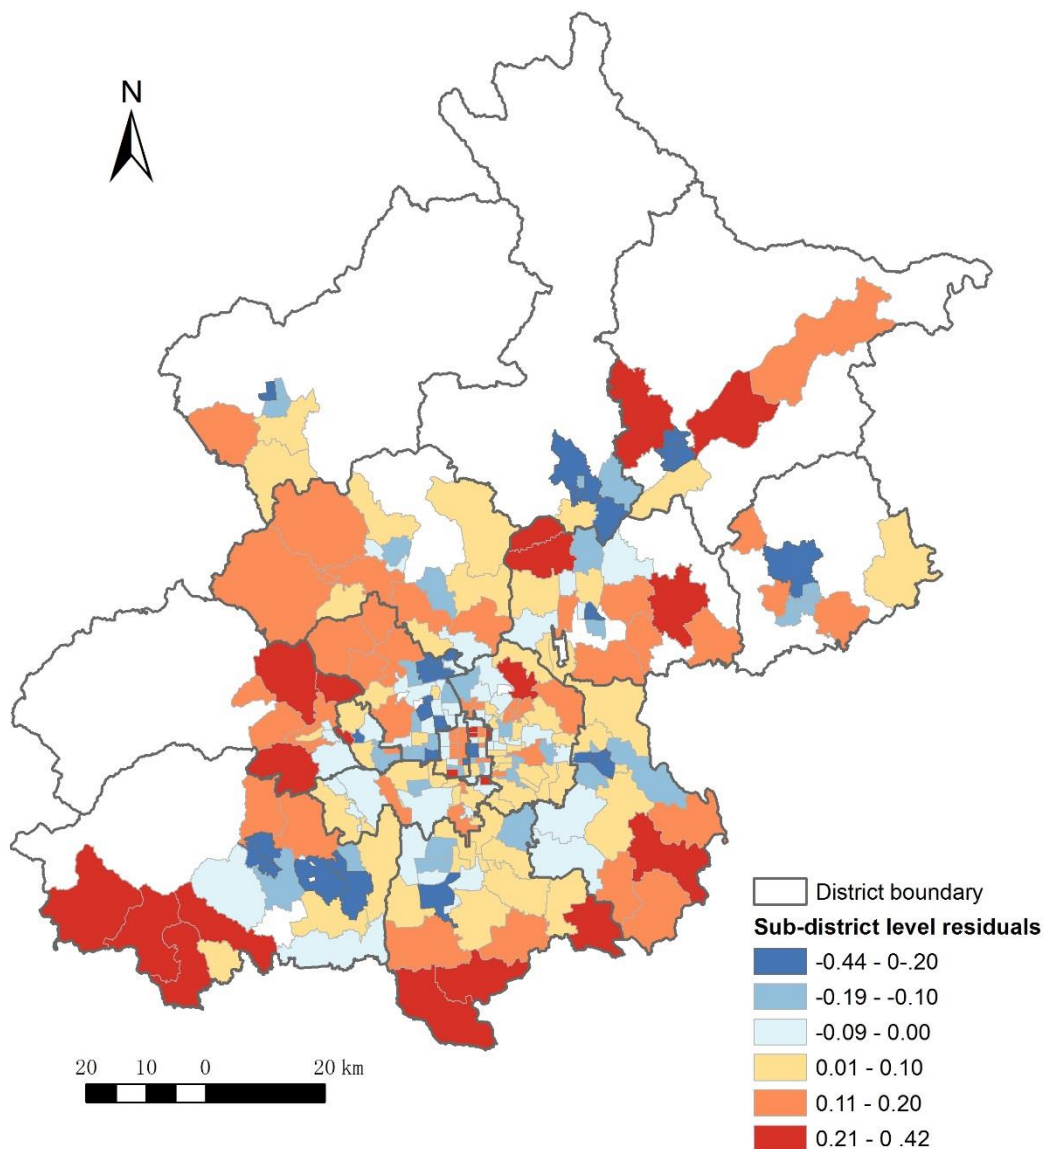 N
20 10 0 20 km
District boundary
Sub-district level residuals
-0.44 - 0-.20
-0.19 - -0.10
-0.09 - 0.00
0.01 - 0.10
0.11 - 0.20
0.21 - 0 .42